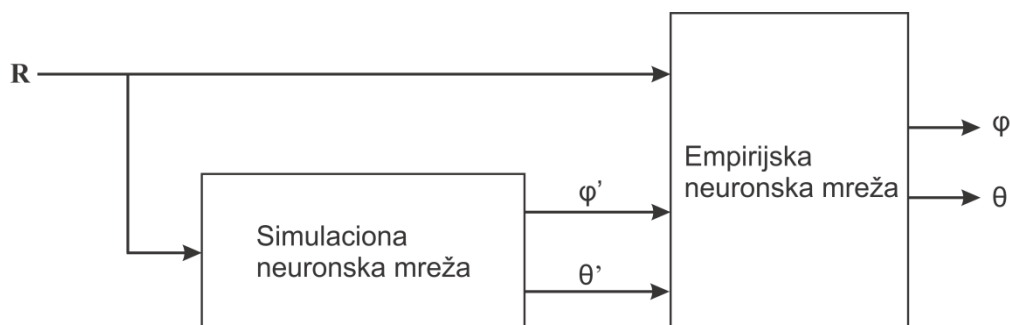 R
φ
Empirijska
neuronska mreža
θ
φ’
Simulaciona
neuronska mreža
θ’